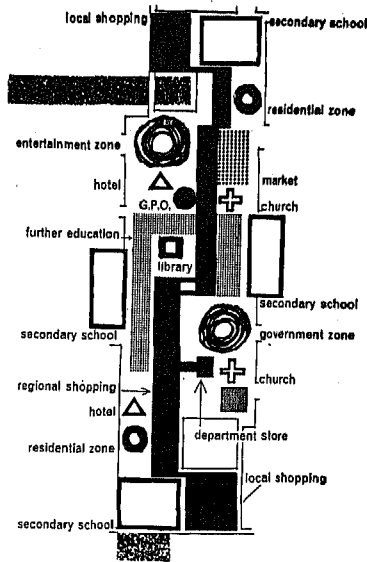 local shopping
secondary school
residential zone
entertainment zone
hotel
market
G.P.O.
church
further education
library
secondary school
secondary school
government zone
regional shopping
church
hotel
department store
residential zone
local shopping
secondary school